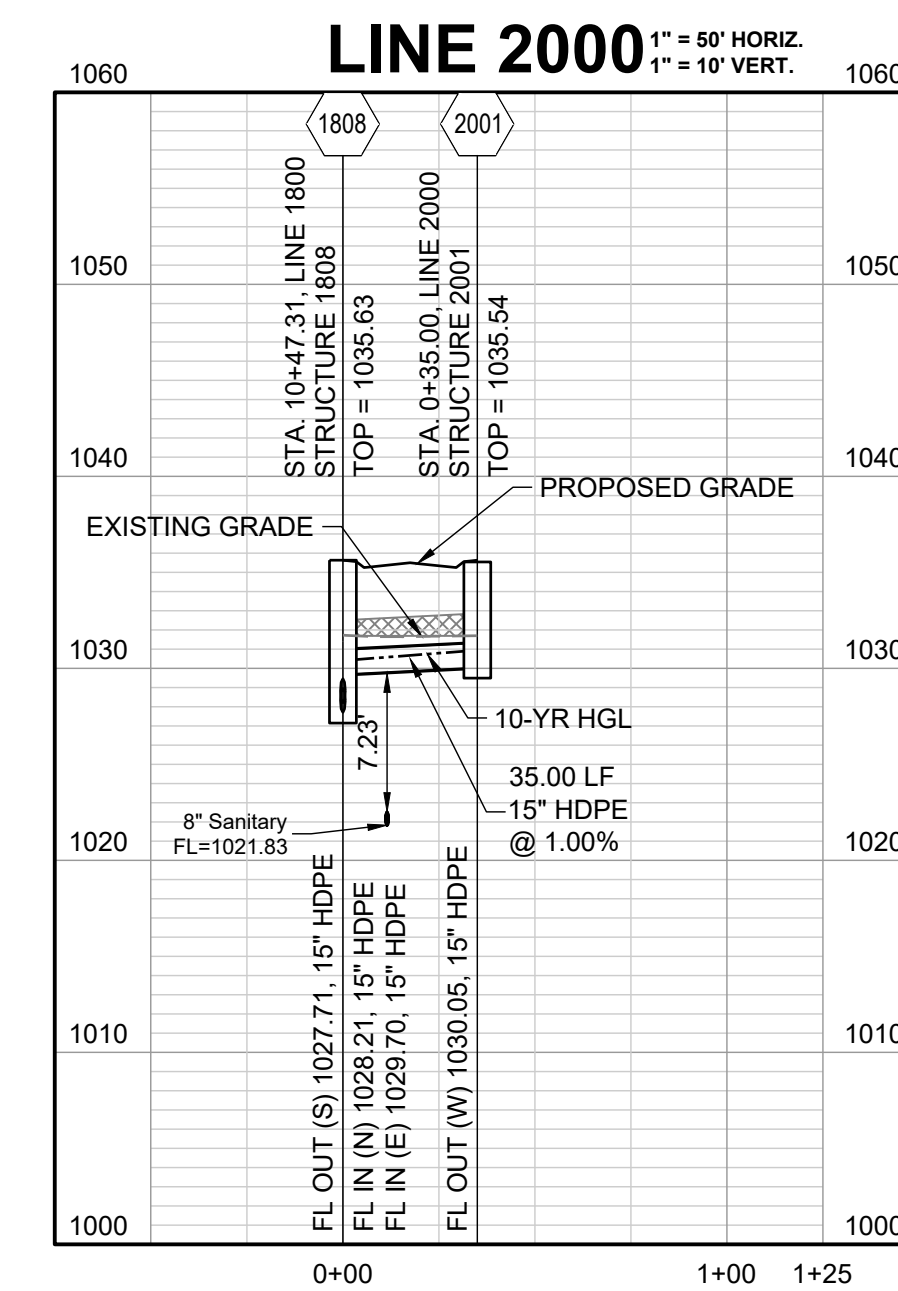 LINE 2000
1" = 50' HORIZ.
1" = 10' VERT.
1060
1060
1808
2001
STA. 10+47.31, LINE 1800
STRUCTURE 1808
TOP = 1035.63
STA. 0+35.00, LINE 2000
STRUCTURE 2001
TOP = 1035.54
1050
1050
1040
1040
PROPOSED GRADE
EXISTING GRADE
1030
1030
10-YR HGL
7.23'
35.00 LF
15" HDPE
@ 1.00%
8" Sanitary
FL=1021.83
1020
1020
FL OUT (S) 1027.71, 15" HDPE
FL IN (N) 1028.21, 15" HDPE
FL IN (E) 1029.70, 15" HDPE
FL OUT (W) 1030.05, 15" HDPE
1010
1010
1000
1000
0+00
1+00
1+25